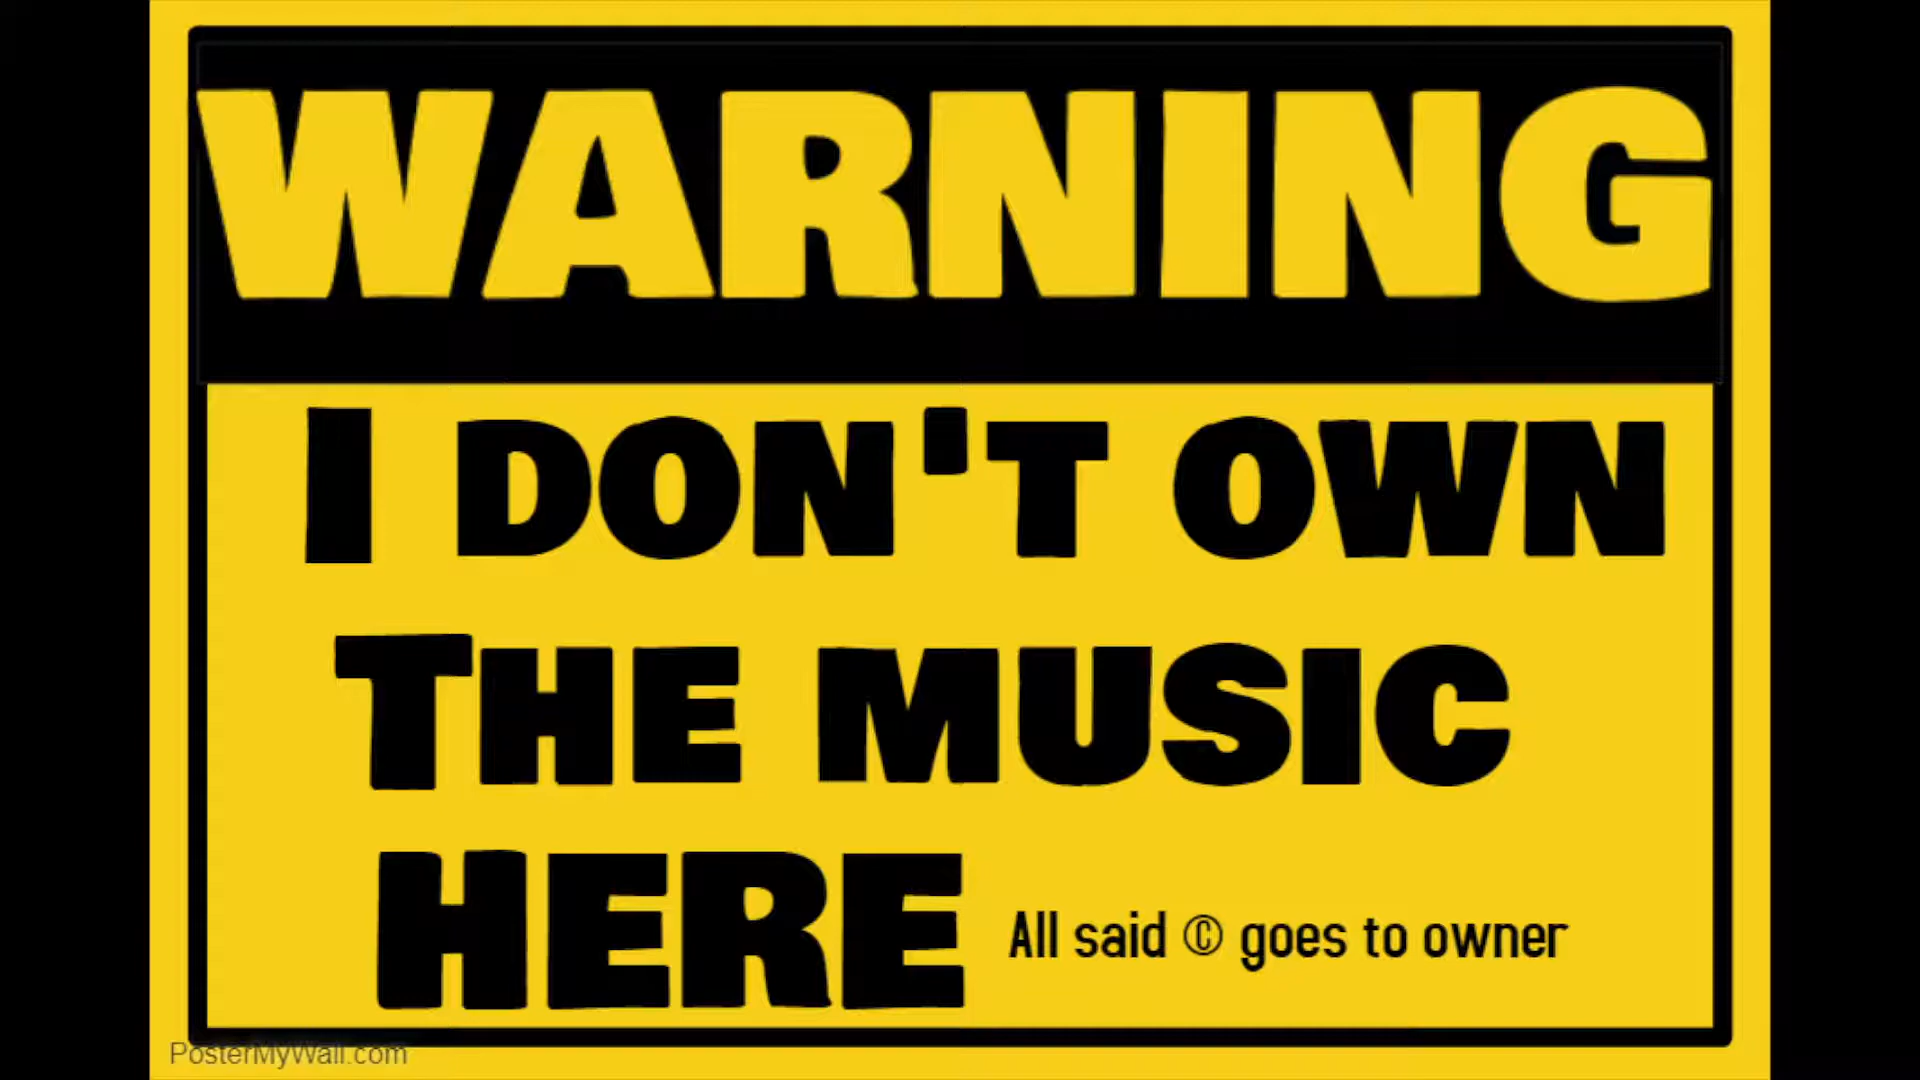 WARNING
I DON'T OWN
THE MUSIC
HERE All said © goes to owner
PosterMyWall.com